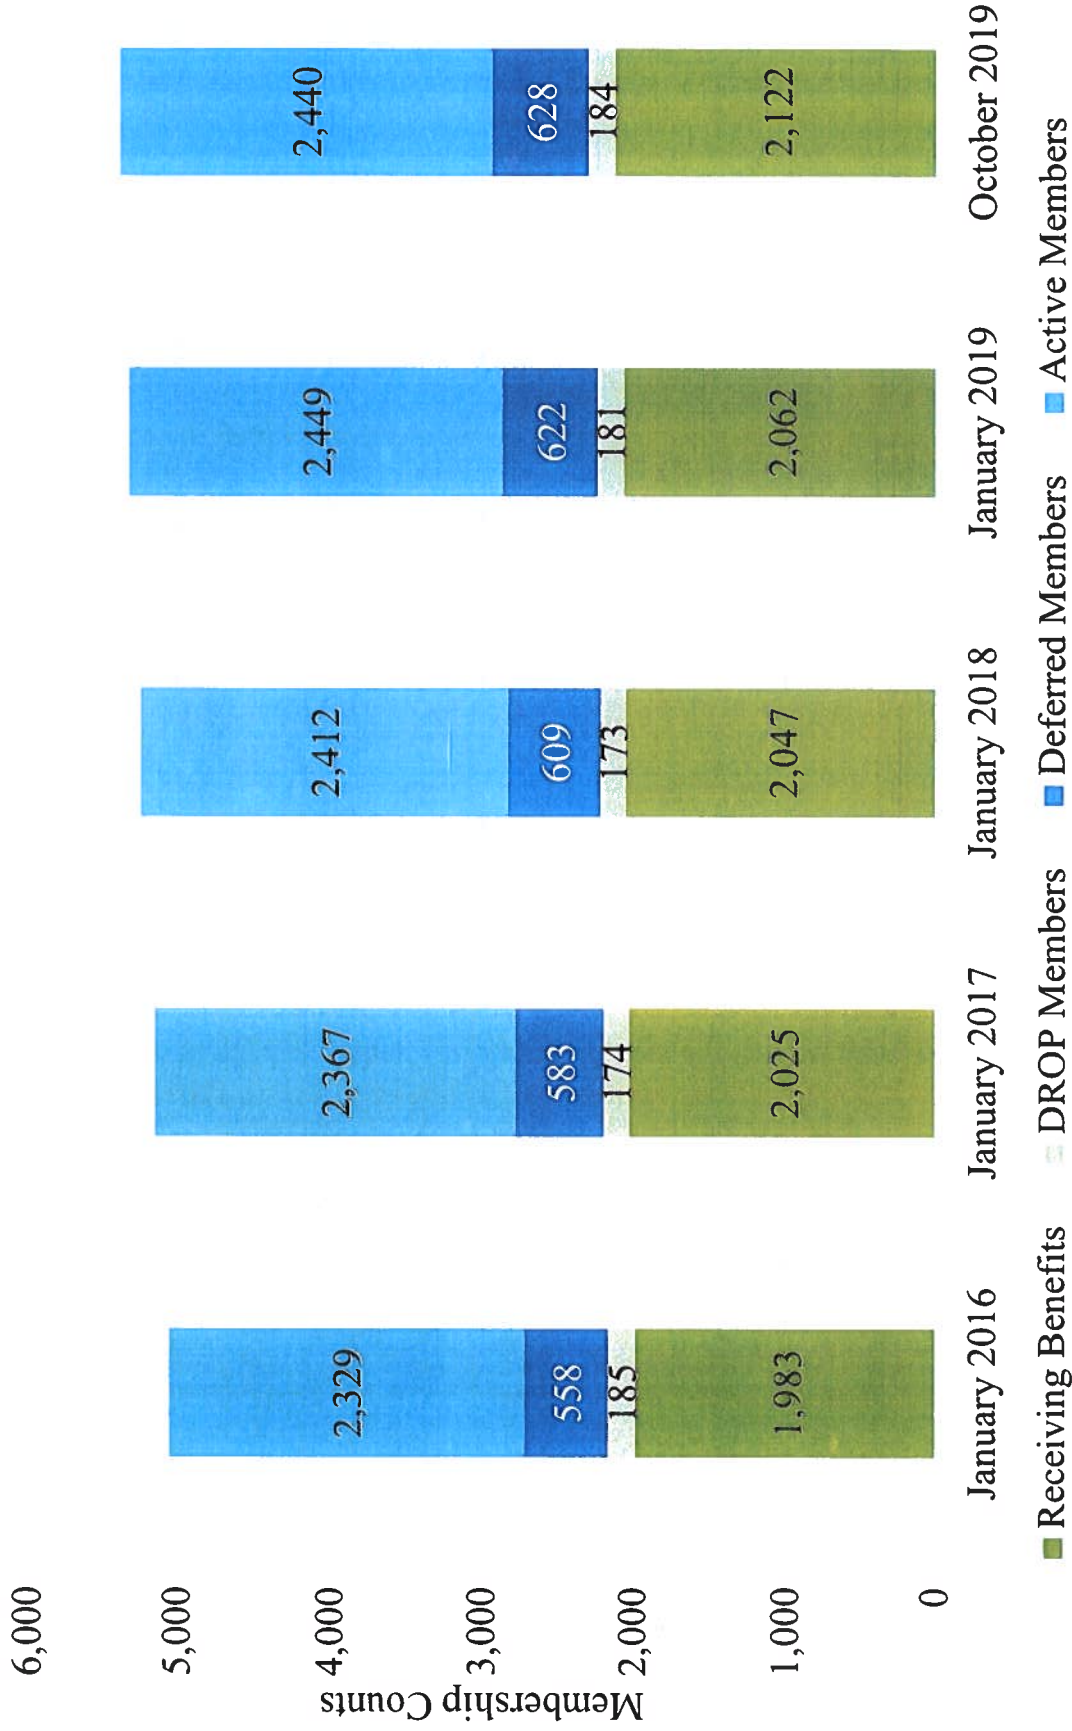 Membership Counts
6,000
5,000
4,000
3,000
2,000
1,000
0
2,329
558
185
1,983
2,367
583
174
2,025
2,412
609
173
2,047
2,449
622
181
2,062
2,440
628
184
2,122
January 2016
January 2017
January 2018
January 2019
October 2019
Receiving Benefits
DROP Members
Deferred Members
Active Members